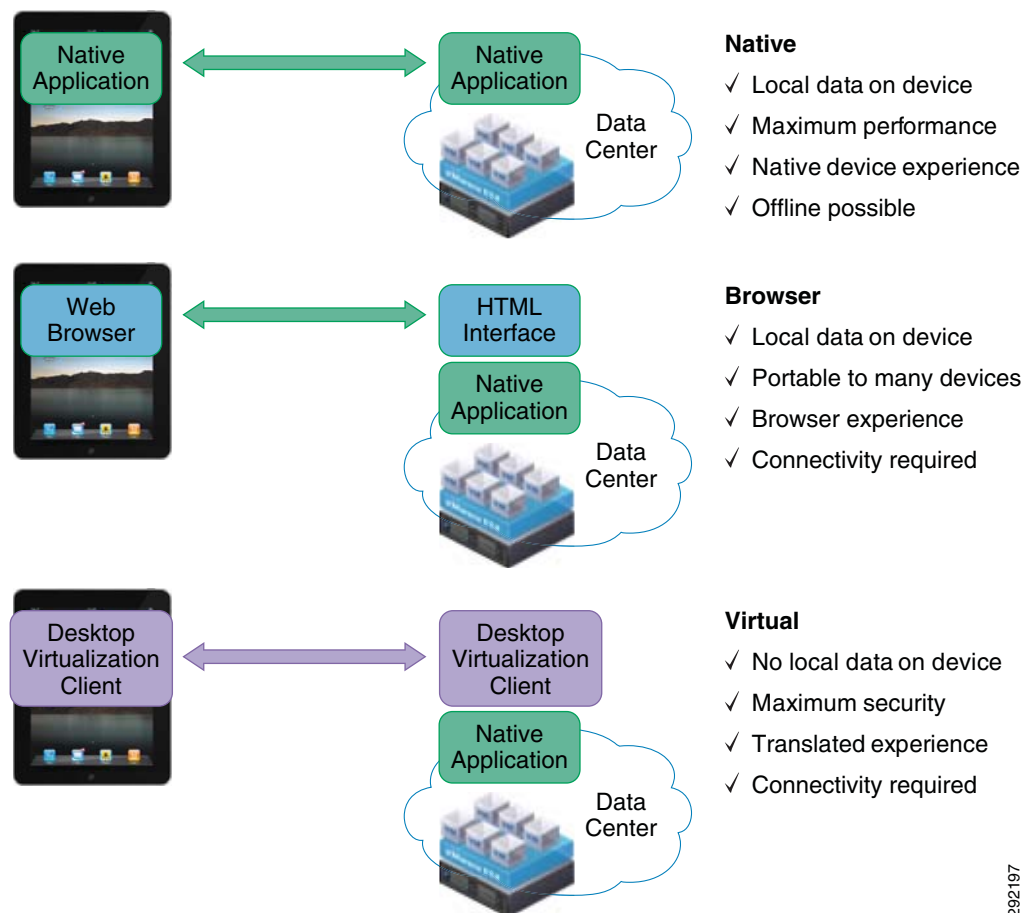 Native
Application
Native
Application
Data
Center
Native
✓ Local data on device
✓ Maximum performance
✓ Native device experience
✓ Offline possible
Web
Browser
HTML
Interface
Native
Application
Data
Center
Browser
✓ Local data on device
✓ Portable to many devices
✓ Browser experience
✓ Connectivity required
Desktop
Virtualization
Client
Desktop
Virtualization
Client
Native
Application
Data
Center
Virtual
✓ No local data on device
✓ Maximum security
✓ Translated experience
✓ Connectivity required
292197